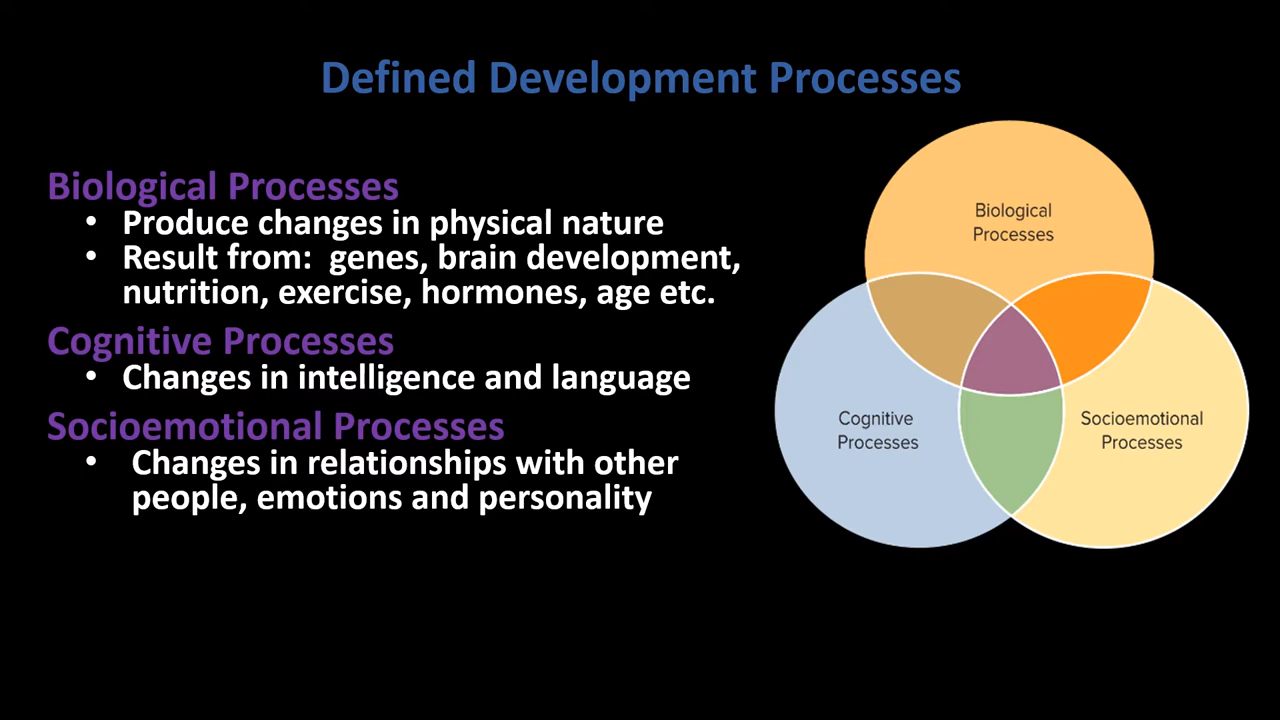 Defined Development Processes
Biological Processes
• Produce changes in physical nature
• Result from:  genes, brain development,
nutrition, exercise, hormones, age etc.
Cognitive Processes
• Changes in intelligence and language
Socioemotional Processes
• Changes in relationships with other
people, emotions and personality
Biological
Processes
Cognitive
Processes
Socioemotional
Processes